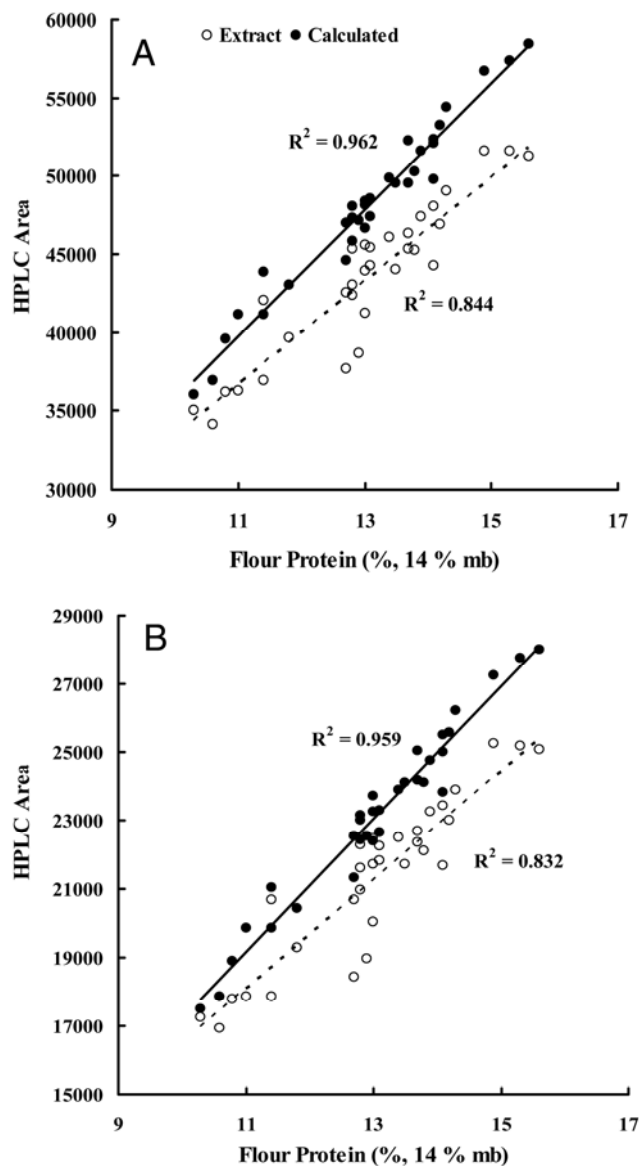 60000
A
○ Extract ● Calculated
55000
R² = 0.962
50000
HPLC Area
45000
R² = 0.844
40000
35000
30000
9 11 13 15 17
Flour Protein (%, 14 % mb)
29000
B
27000
R² = 0.959
25000
HPLC Area
23000
21000
R² = 0.832
19000
17000
15000
9 11 13 15 17
Flour Protein (%, 14 % mb)